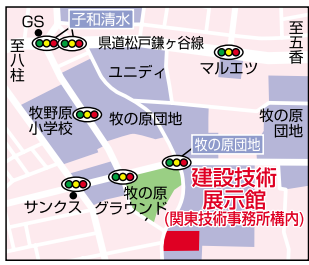 GS
子和清水
至八柱
県道松戸鎌ヶ谷線
至五香
ユニディ
マルエツ
牧野原
小学校
牧の原団地
牧の原
団地
牧の原団地
サンクス
牧の原
グラウンド
建設技術
展示館
(関東技術事務所構内)